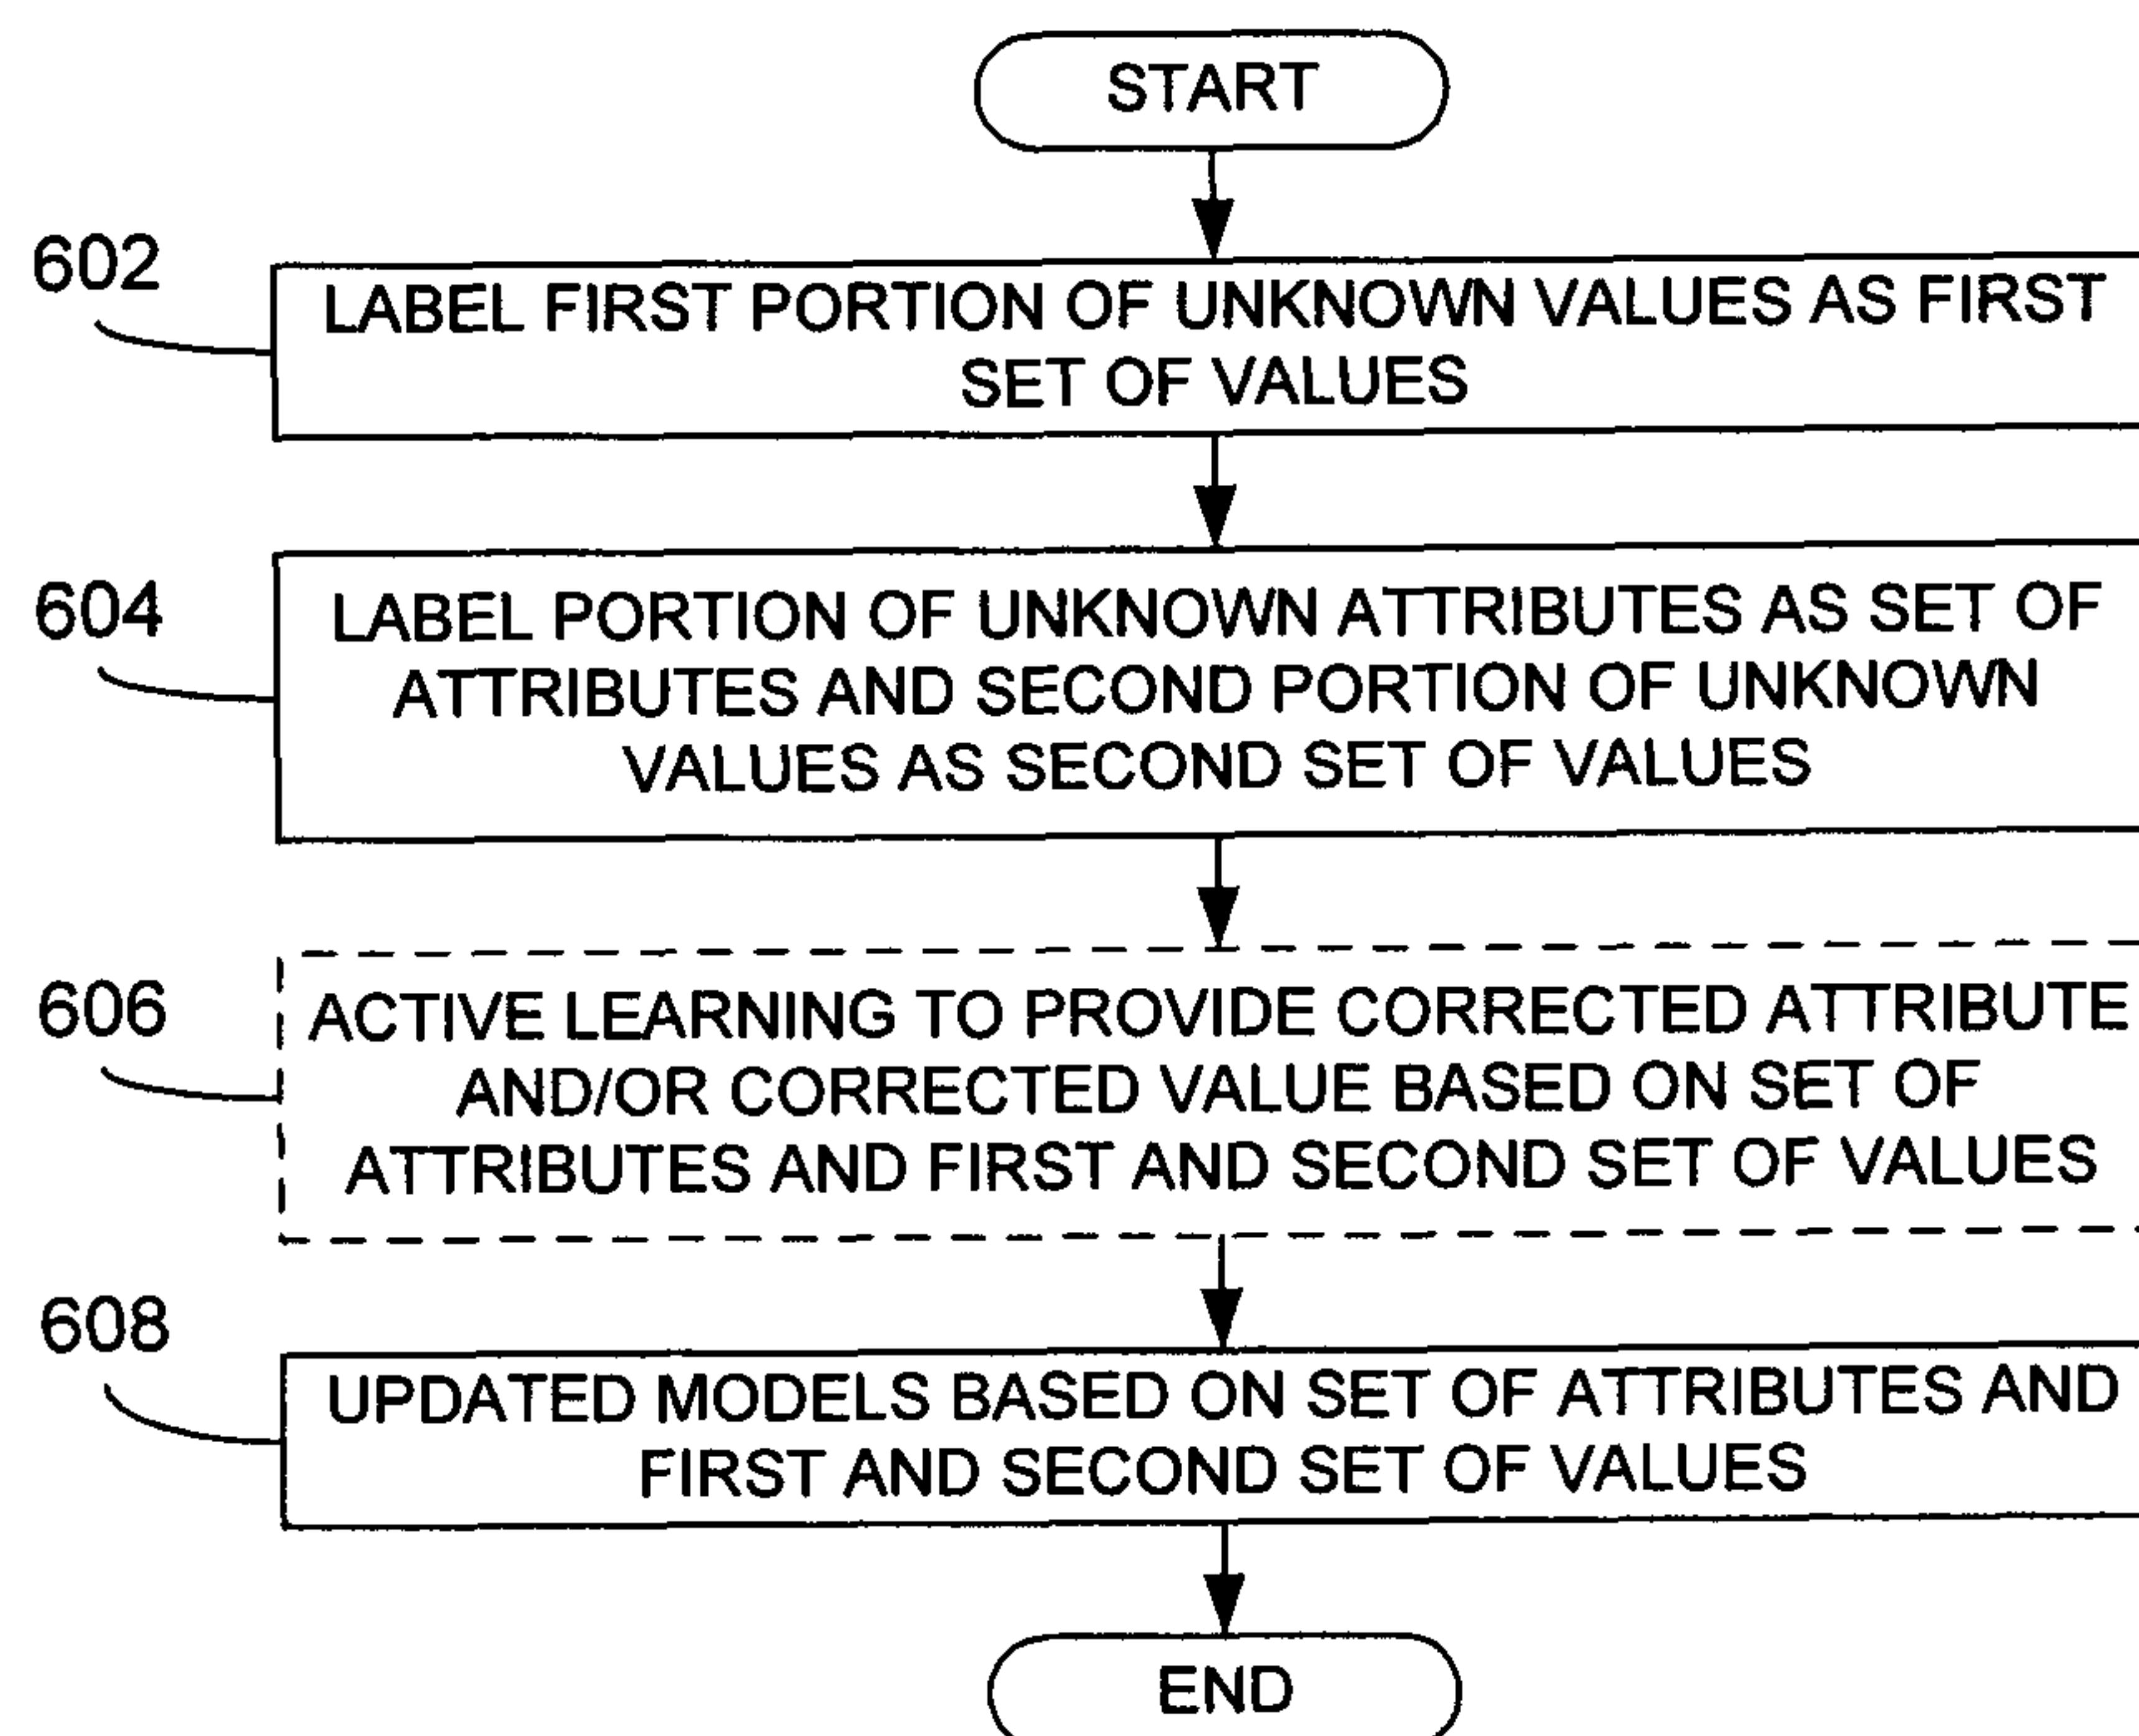 START
602
LABEL FIRST PORTION OF UNKNOWN VALUES AS FIRST
SET OF VALUES
604
LABEL PORTION OF UNKNOWN ATTRIBUTES AS SET OF
ATTRIBUTES AND SECOND PORTION OF UNKNOWN
VALUES AS SECOND SET OF VALUES
606
ACTIVE LEARNING TO PROVIDE CORRECTED ATTRIBUTE
AND/OR CORRECTED VALUE BASED ON SET OF
ATTRIBUTES AND FIRST AND SECOND SET OF VALUES
608
UPDATED MODELS BASED ON SET OF ATTRIBUTES AND
FIRST AND SECOND SET OF VALUES
END